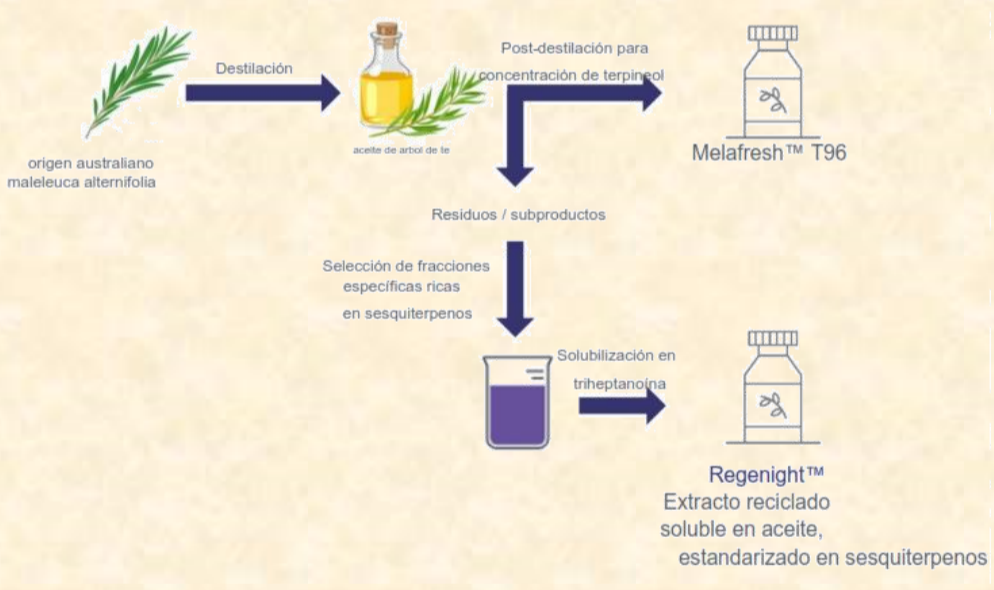 Destilación
Post-destilación para
concentración de terpineol
origen australiano
maleleuca alternifolia
aceite de arbol de te
Melafresh™ T96
Residuos / subproductos
Selección de fracciones
específicas ricas
en sesquiterpenos
Solubilización en
triheptanoína
Regenight™
Extracto reciclado
soluble en aceite,
estandarizado en sesquiterpenos